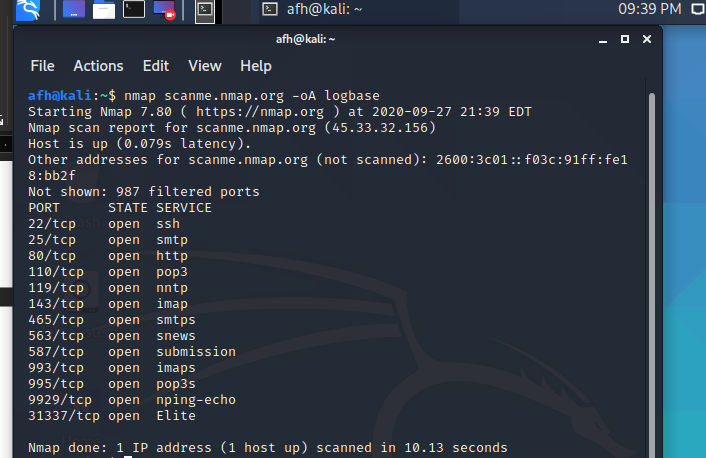 afh@kali: ~ 09:39 PM
afh@kali: ~
File Actions Edit View Help
afh@kali:~$ nmap scanme.nmap.org -oA logbase
Starting Nmap 7.80 ( https://nmap.org ) at 2020-09-27 21:39 EDT
Nmap scan report for scanme.nmap.org (45.33.32.156)
Host is up (0.079s latency).
Other addresses for scanme.nmap.org (not scanned): 2600:3c01::f03c:91ff:fe1
8:bb2f
Not shown: 987 filtered ports
PORT STATE SERVICE
22/tcp open ssh
25/tcp open smtp
80/tcp open http
110/tcp open pop3
119/tcp open nntp
143/tcp open imap
465/tcp open smtps
563/tcp open snews
587/tcp open submission
993/tcp open imaps
995/tcp open pop3s
9929/tcp open nping-echo
31337/tcp open Elite
Nmap done: 1 IP address (1 host up) scanned in 10.13 seconds